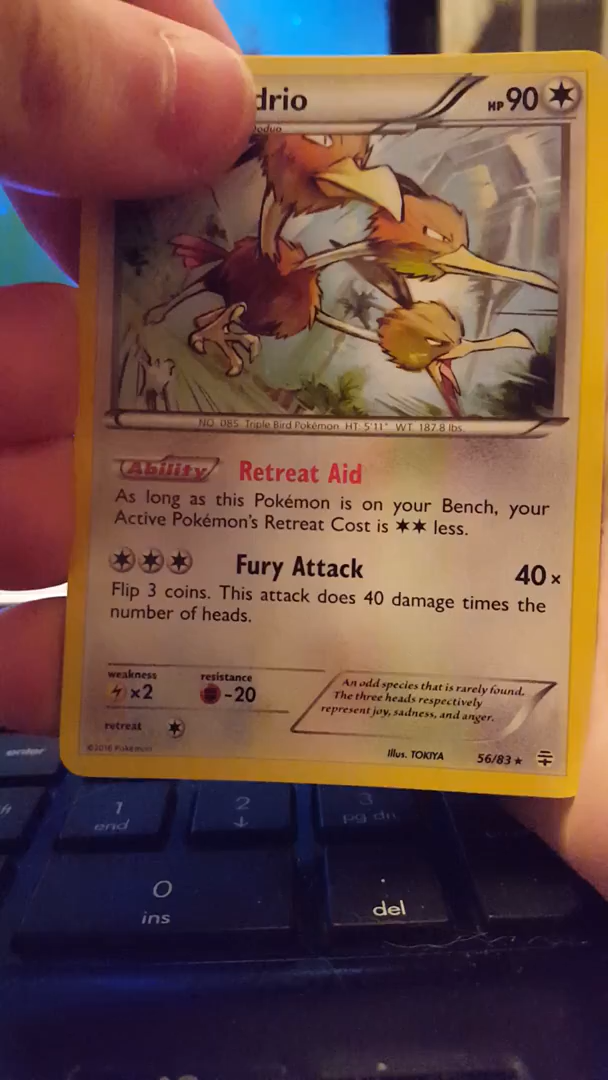 drio HP 90
Doduo
NO. 085 Triple Bird Pokémon HT: 5'11" WT: 187.8 lbs.
Ability Retreat Aid
As long as this Pokémon is on your Bench, your
Active Pokémon's Retreat Cost is ✶✶ less.
Fury Attack 40×
Flip 3 coins. This attack does 40 damage times the
number of heads.
weakness resistance
×2 -20
An odd species that is rarely found.
The three heads respectively
represent joy, sadness, and anger.
retreat
©2016 Pokémon Illus. TOKIYA 56/83 ★
enter
1 2 3
end ↓ pg dn
0 .
ins del